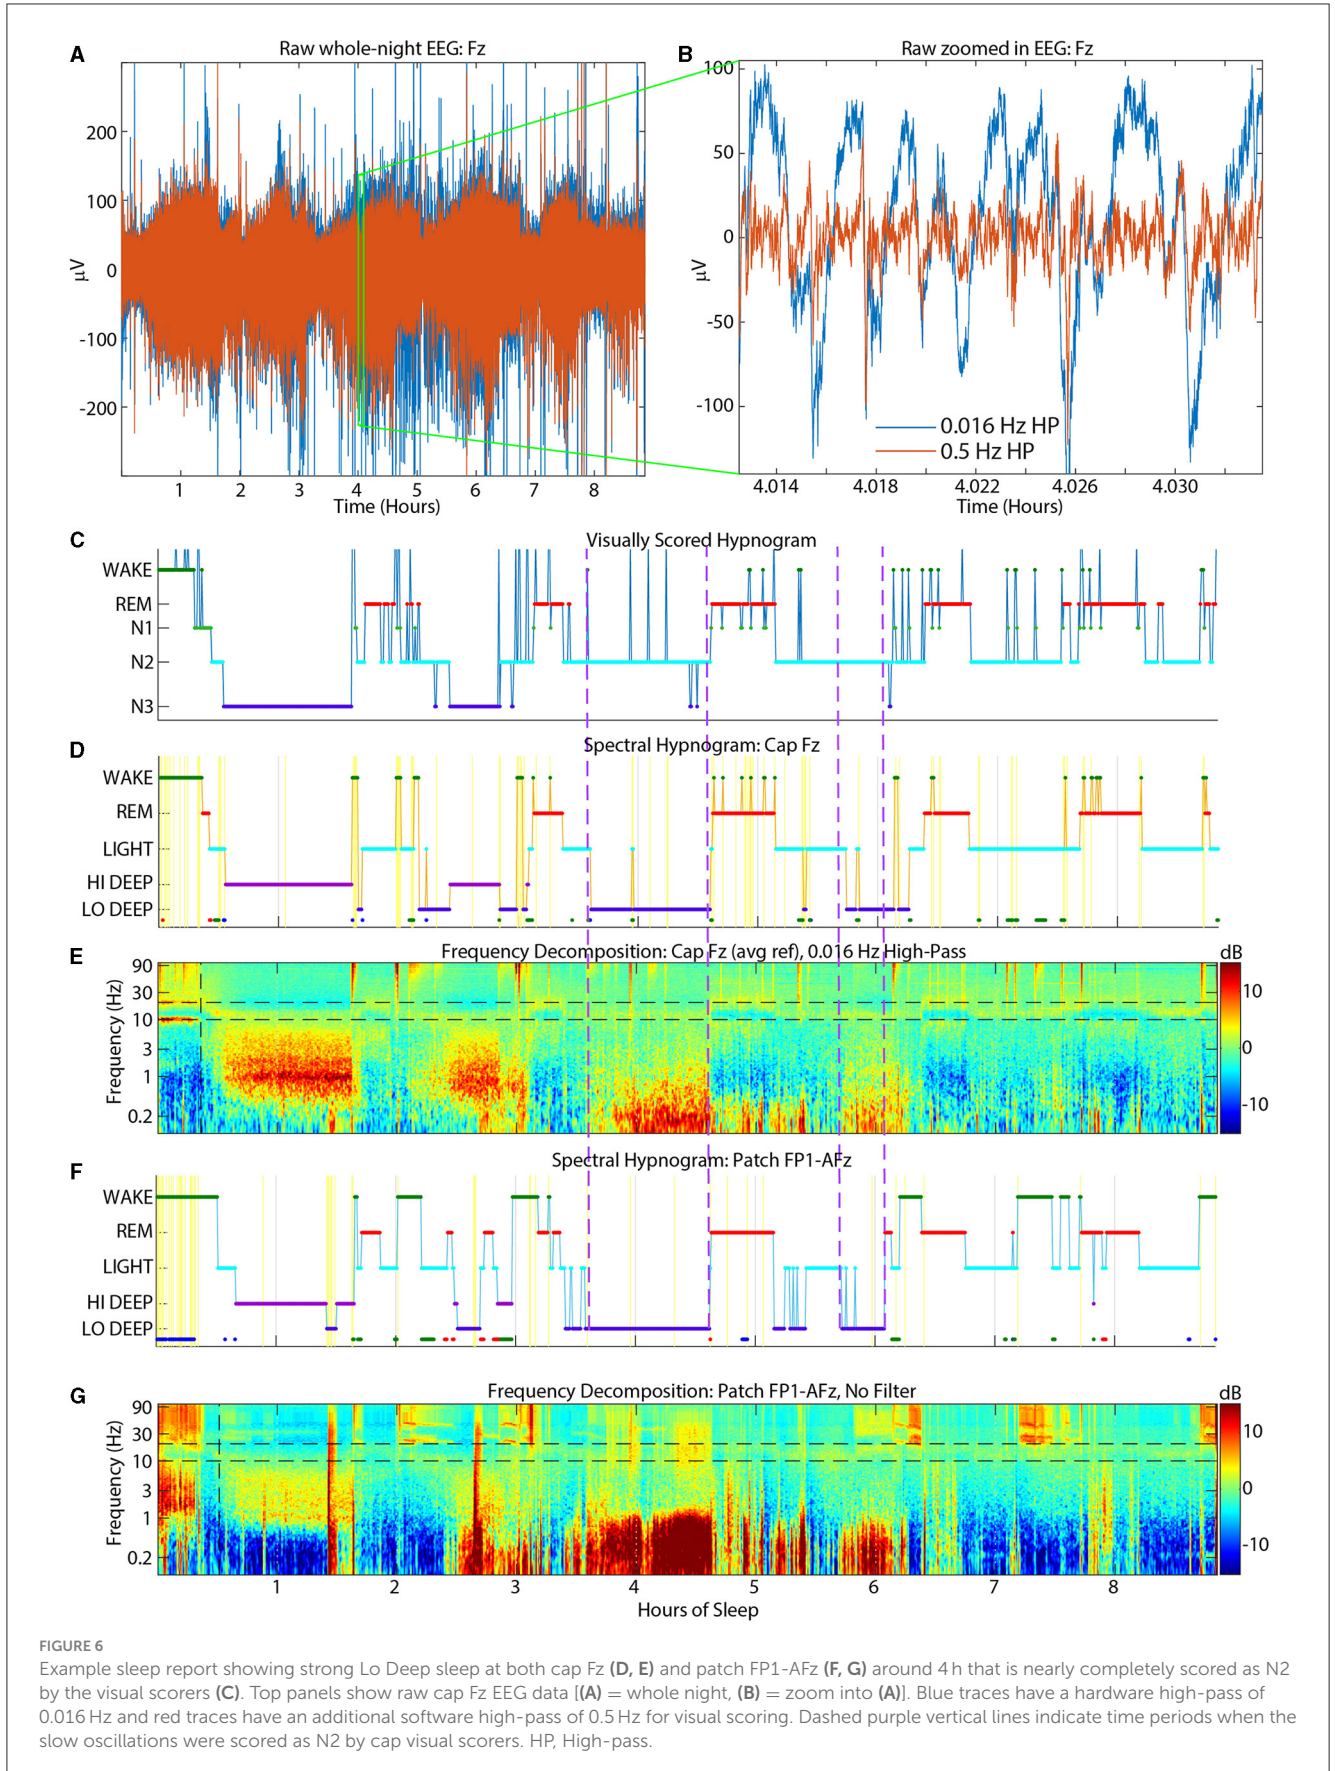 A
Raw whole-night EEG: Fz
200
100
0
-100
-200
µV
1 2 3 4 5 6 7 8
Time (Hours)
B
Raw zoomed in EEG: Fz
100
50
0
-50
-100
µV
0.016 Hz HP
0.5 Hz HP
4.014 4.018 4.022 4.026 4.030
Time (Hours)
C
Visually Scored Hypnogram
WAKE
REM
N1
N2
N3
D
Spectral Hypnogram: Cap Fz
WAKE
REM
LIGHT
HI DEEP
LO DEEP
E
Frequency Decomposition: Cap Fz (avg ref), 0.016 Hz High-Pass
dB
Frequency (Hz)
90
30
10
3
1
0.2
10
0
-10
F
Spectral Hypnogram: Patch FP1-AFz
WAKE
REM
LIGHT
HI DEEP
LO DEEP
G
Frequency Decomposition: Patch FP1-AFz, No Filter
dB
Frequency (Hz)
90
30
10
3
1
0.2
10
0
-10
1 2 3 4 5 6 7 8
Hours of Sleep
FIGURE 6
Example sleep report showing strong Lo Deep sleep at both cap Fz (D, E) and patch FP1-AFz (F, G) around 4 h that is nearly completely scored as N2
by the visual scorers (C). Top panels show raw cap Fz EEG data [(A) = whole night, (B) = zoom into (A)]. Blue traces have a hardware high-pass of
0.016 Hz and red traces have an additional software high-pass of 0.5 Hz for visual scoring. Dashed purple vertical lines indicate time periods when the
slow oscillations were scored as N2 by cap visual scorers. HP, High-pass.